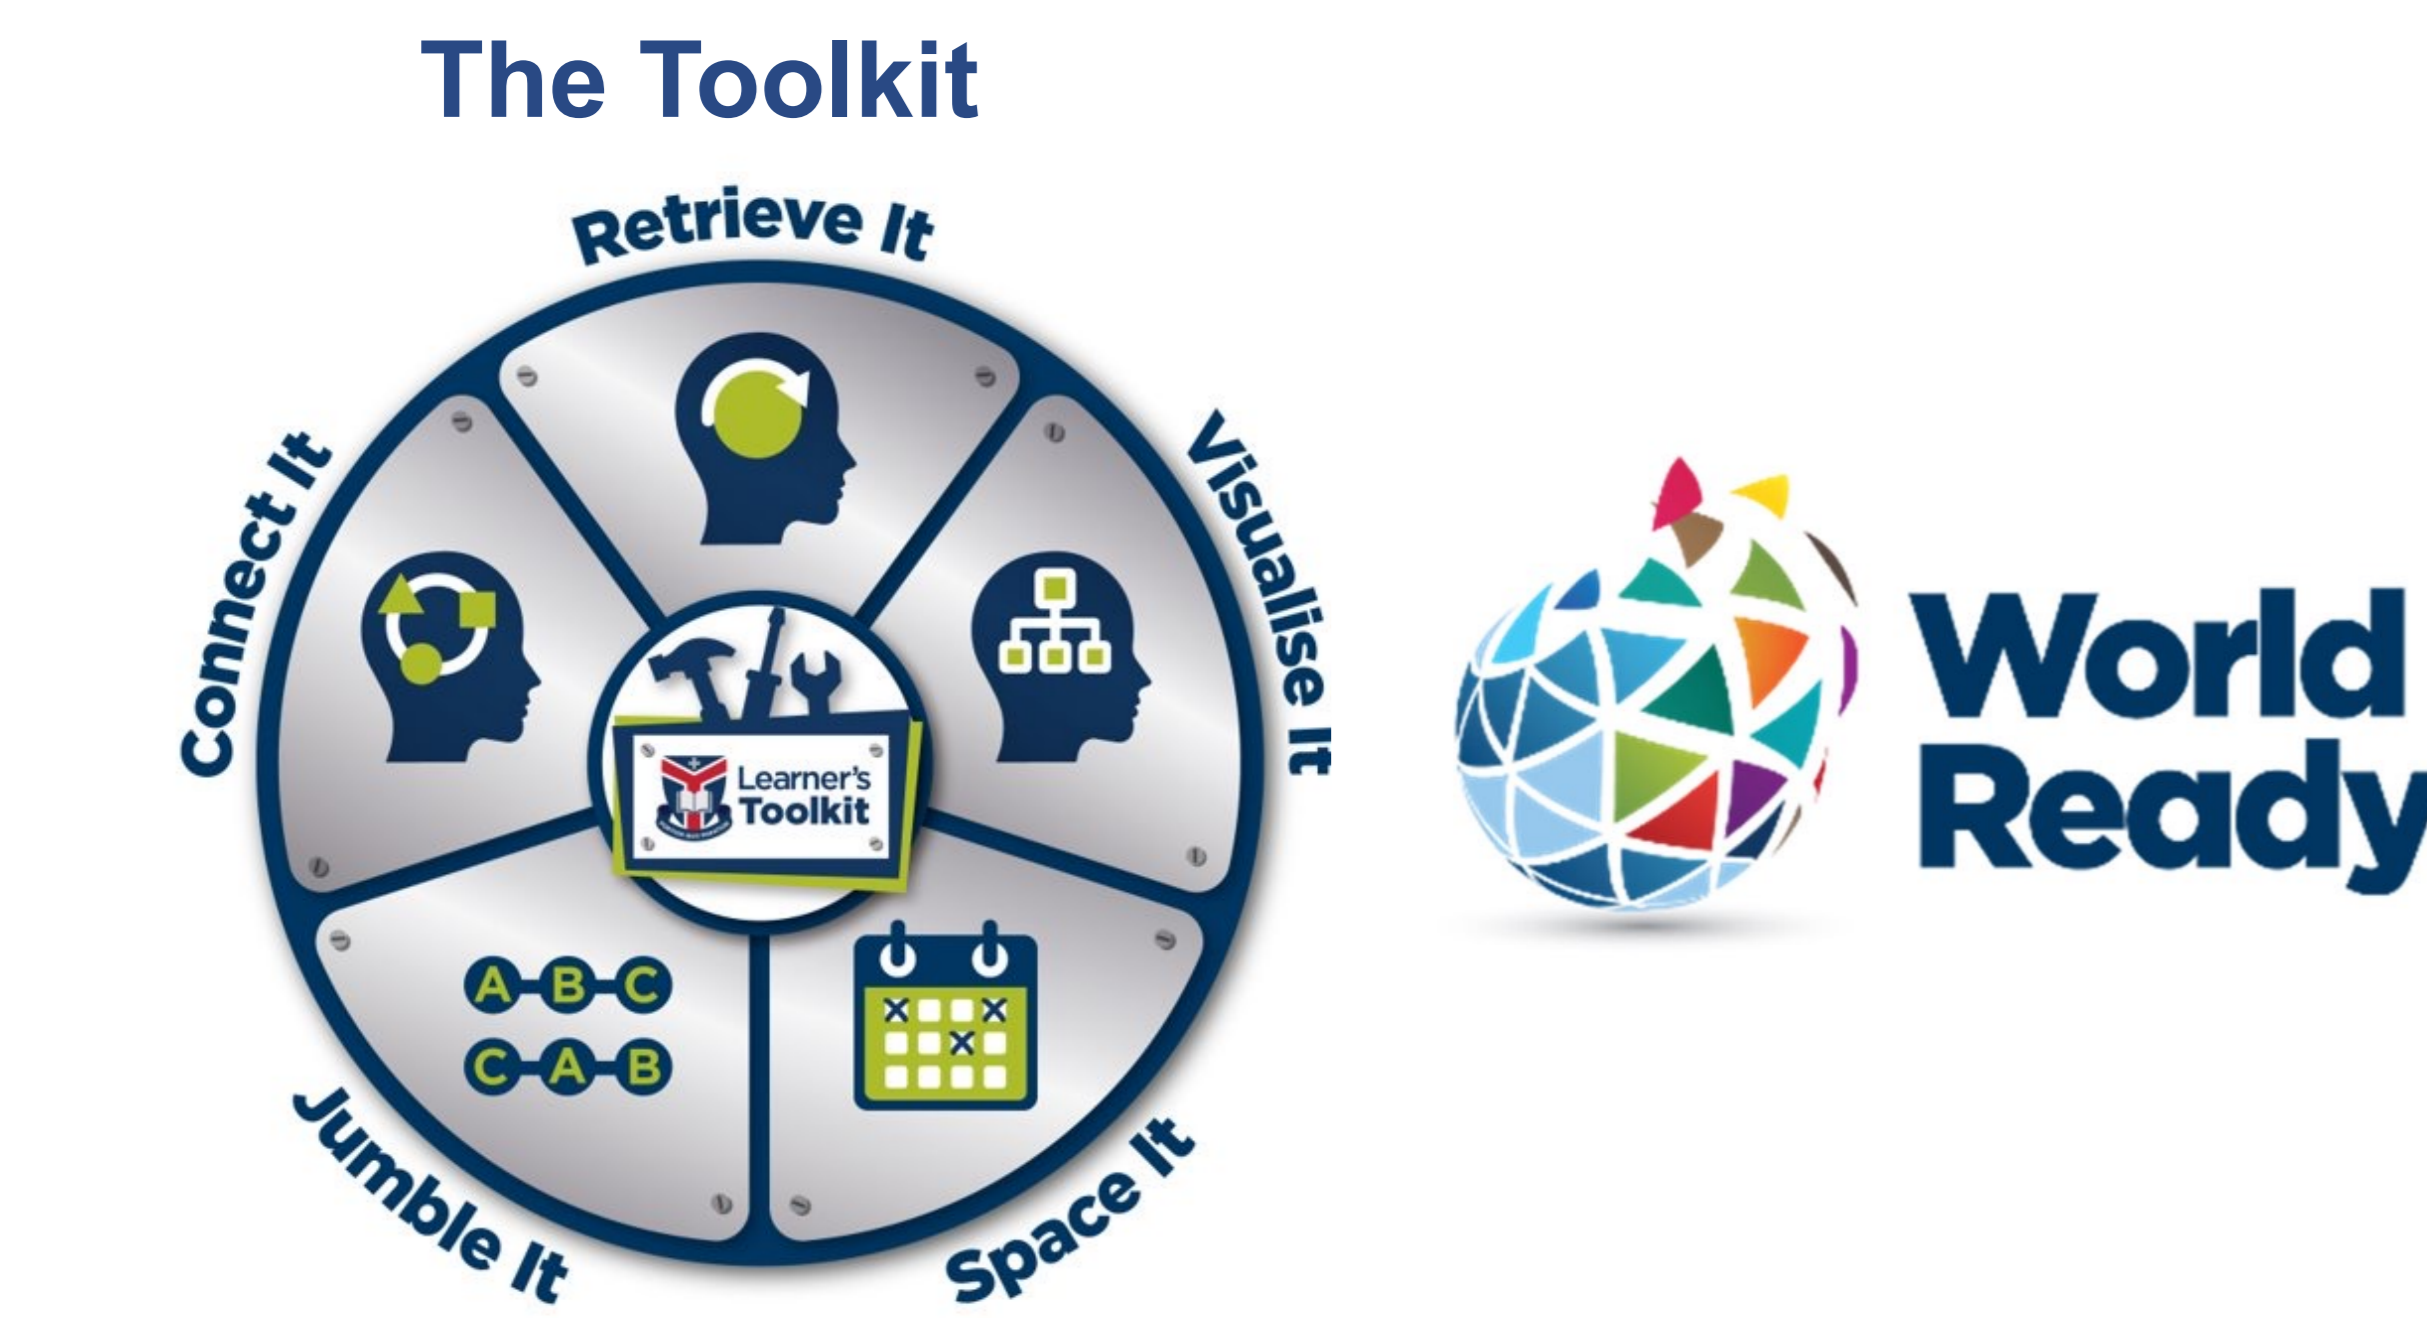 The Toolkit
Retrieve It
Visualise It
Space It
Jumble It
Connect It
Learner's
Toolkit
A B C
C A B
World
Ready